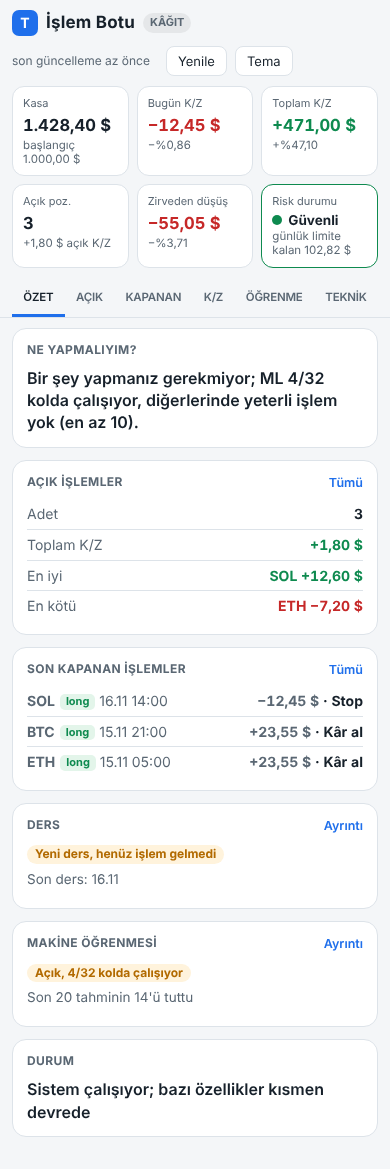 T İşlem Botu KÂĞIT
son güncelleme az önce Yenile Tema
Kasa
1.428,40 $
başlangıç
1.000,00 $
Bugün K/Z
−12,45 $
−%0,86
Toplam K/Z
+471,00 $
+%47,10
Açık poz.
3
+1,80 $ açık K/Z
Zirveden düşüş
−55,05 $
−%3,71
Risk durumu
Güvenli
günlük limite
kalan 102,82 $
ÖZET AÇIK KAPANAN K/Z ÖĞRENME TEKNİK
NE YAPMALIYIM?
Bir şey yapmanız gerekmiyor; ML 4/32
kolda çalışıyor, diğerlerinde yeterli işlem
yok (en az 10).
AÇIK İŞLEMLER Tümü
Adet 3
Toplam K/Z +1,80 $
En iyi SOL +12,60 $
En kötü ETH −7,20 $
SON KAPANAN İŞLEMLER Tümü
SOL long 16.11 14:00 −12,45 $ · Stop
BTC long 15.11 21:00 +23,55 $ · Kâr al
ETH long 15.11 05:00 +23,55 $ · Kâr al
DERS Ayrıntı
Yeni ders, henüz işlem gelmedi
Son ders: 16.11
MAKİNE ÖĞRENMESİ Ayrıntı
Açık, 4/32 kolda çalışıyor
Son 20 tahminin 14'ü tuttu
DURUM
Sistem çalışıyor; bazı özellikler kısmen
devrede